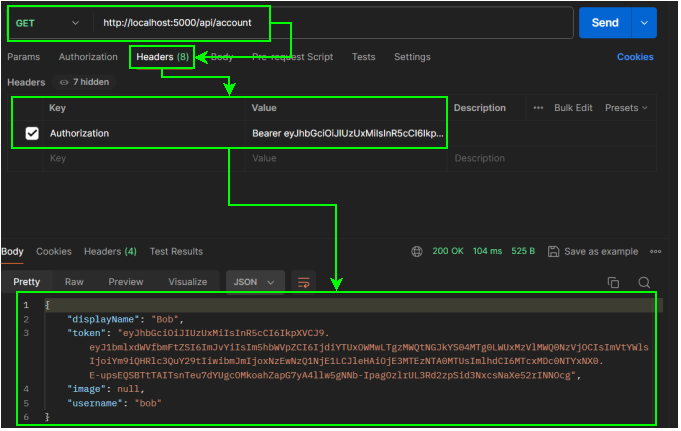 GET http://localhost:5000/api/account Send
Params Authorization Headers (8) Body Pre-request Script Tests Settings Cookies
Headers 7 hidden
Key Value Description ••• Bulk Edit Presets
Authorization Bearer eyJhbGciOiJIUzUxMiIsInR5cCI6Ikp...
Key Value Description
Body Cookies Headers (4) Test Results 200 OK 104 ms 525 B Save as example •••
Pretty Raw Preview Visualize JSON
1 {
2 "displayName": "Bob",
3 "token": "eyJhbGciOiJIUzUxMiIsInR5cCI6IkpXVCJ9.
4 "image": null,
5 "username": "bob"
6 }